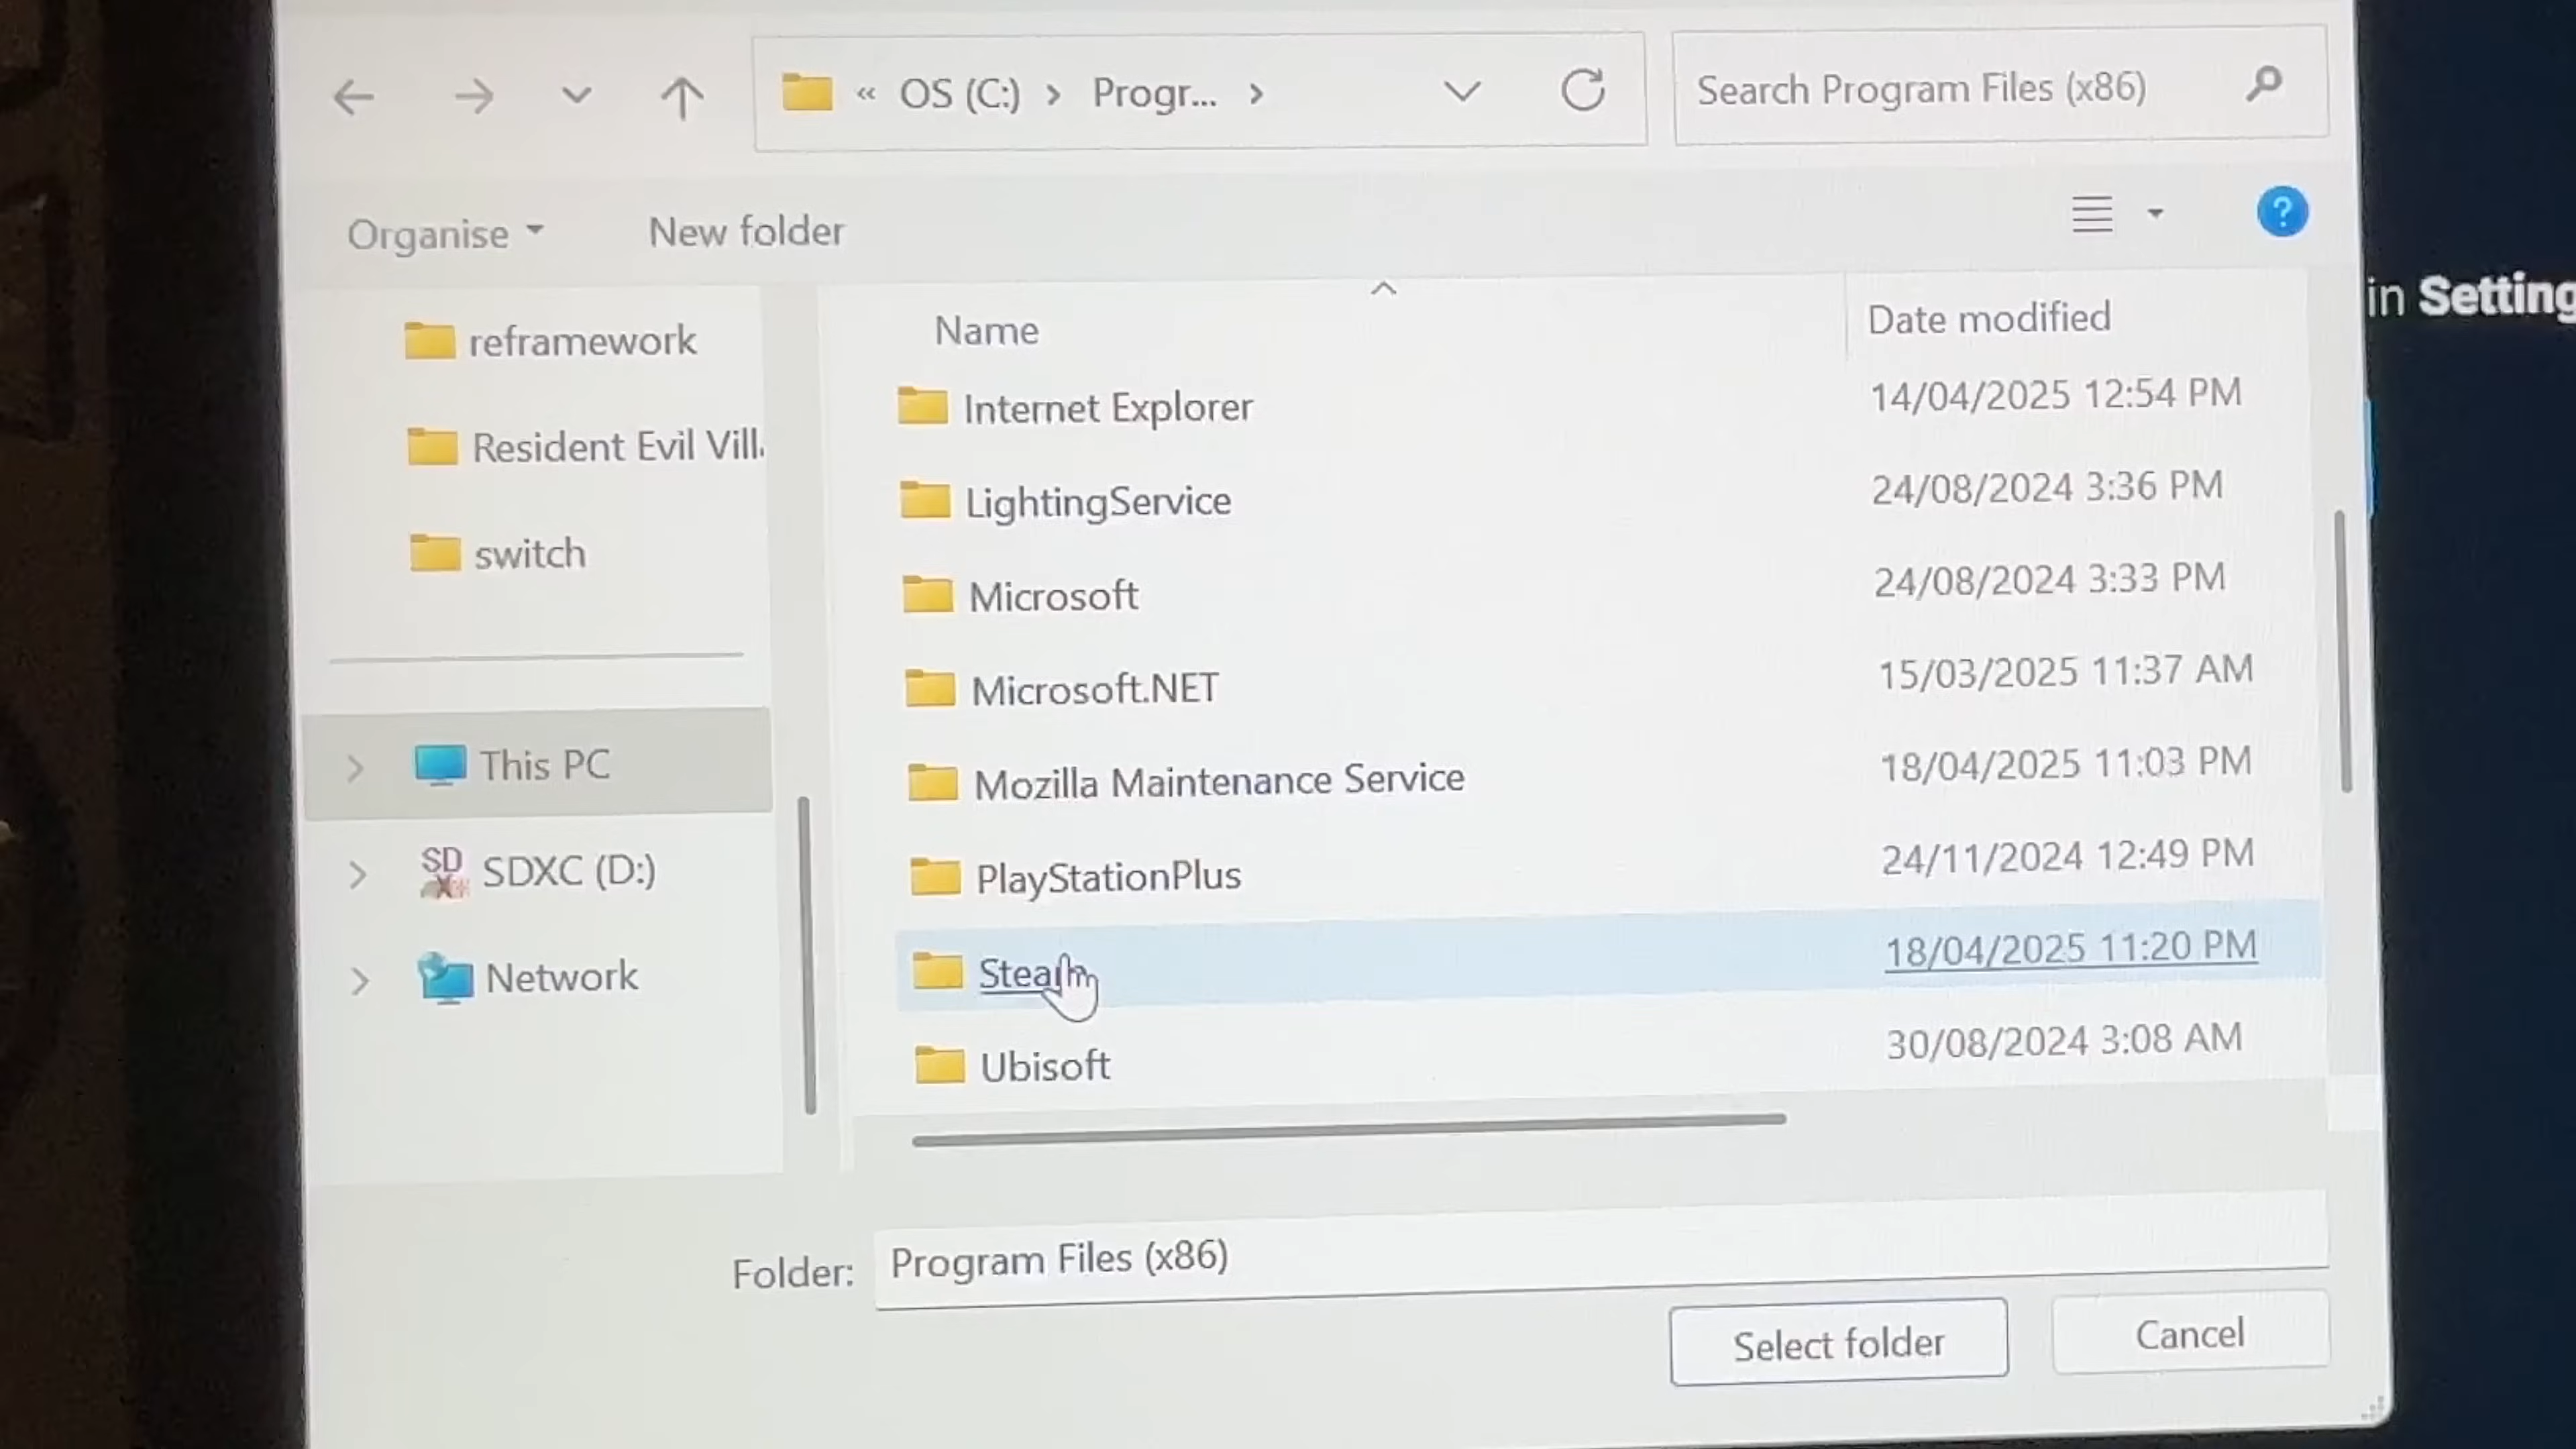 « OS (C:) > Progr... >
Search Program Files (x86)
Organise
New folder
in Setting
Name
Date modified
reframework
Resident Evil Vill.
switch
This PC
SD SDXC (D:)
Network
Internet Explorer 14/04/2025 12:54 PM
LightingService 24/08/2024 3:36 PM
Microsoft 24/08/2024 3:33 PM
Microsoft.NET 15/03/2025 11:37 AM
Mozilla Maintenance Service 18/04/2025 11:03 PM
PlayStationPlus 24/11/2024 12:49 PM
Steam 18/04/2025 11:20 PM
Ubisoft 30/08/2024 3:08 AM
Folder: Program Files (x86)
Select folder
Cancel